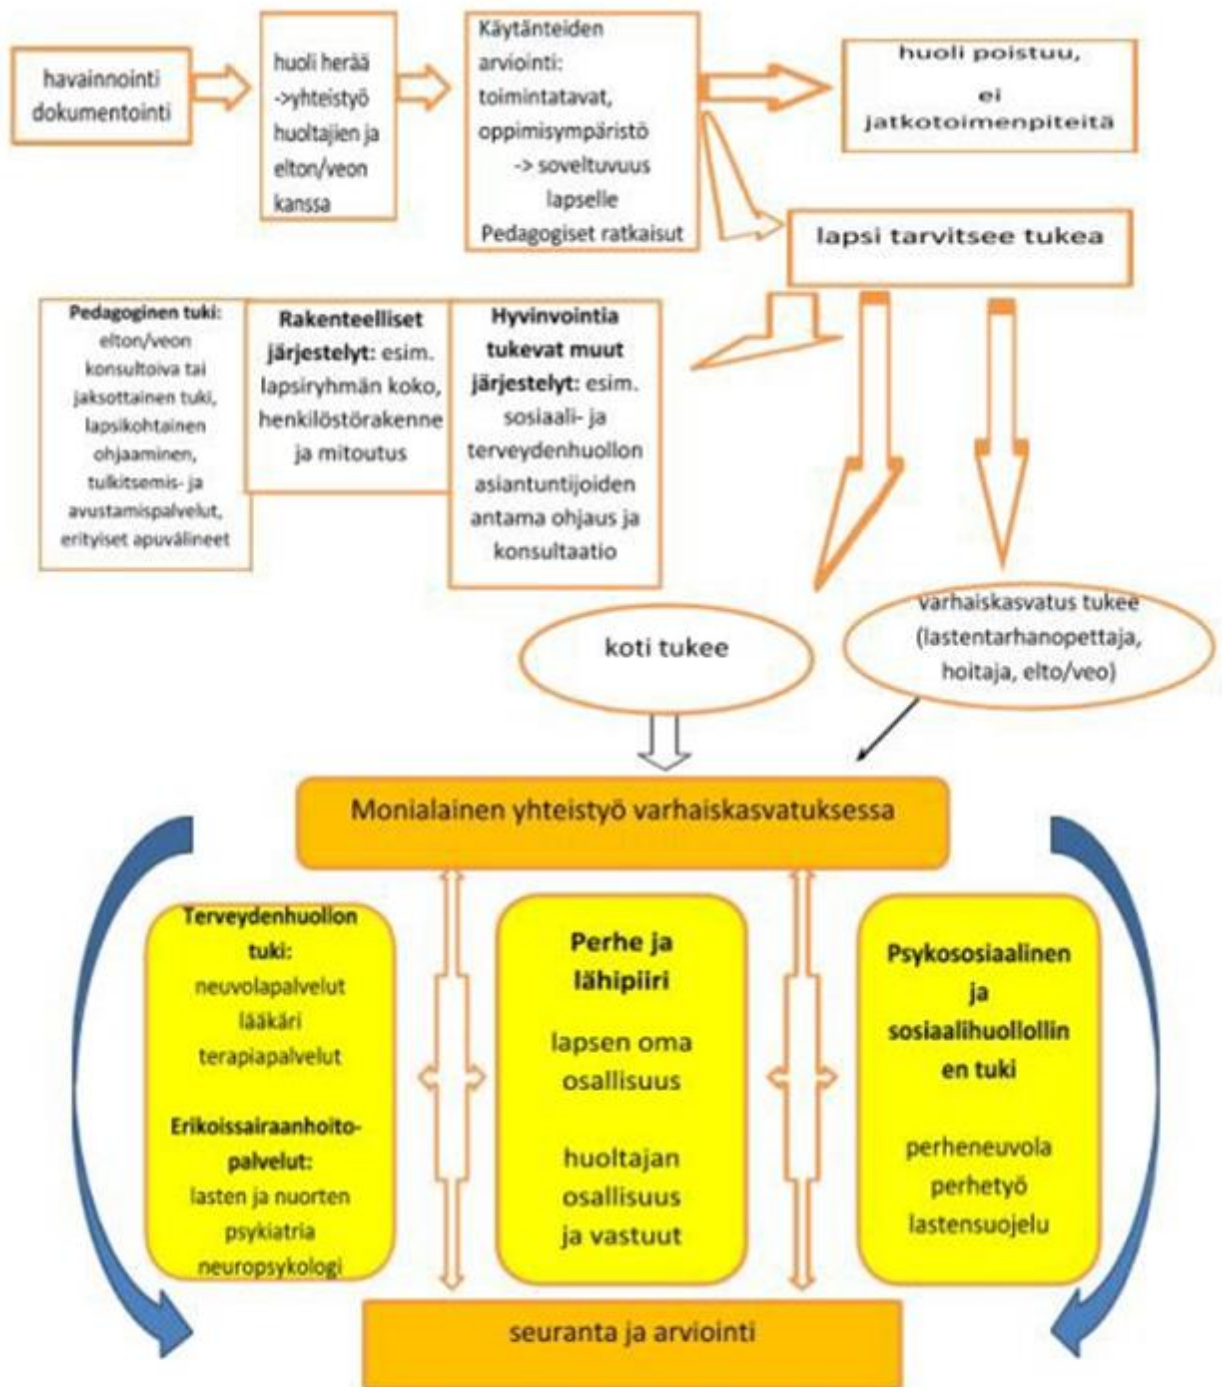 havainnointi
dokumentointi
huoli herää
->yhteistyö
huoltajien ja
elton/veon
kanssa
Käytänteiden
arviointi:
toimintatavat,
oppimisympäristö
-> soveltuvuus
lapselle
Pedagogiset ratkaisut
huoli poistuu,
ei
jatkotoimenpiteitä
lapsi tarvitsee tukea
Pedagoginen tuki:
elton/veon
konsultoiva tai
jaksottainen tuki,
lapsikohtainen
ohjaaminen,
tulkitsemis- ja
avustamispalvelut,
erityiset apuvälineet
Rakenteelliset
järjestelyt: esim.
lapsiryhmän koko,
henkilöstörakenne
ja mitoutus
Hyvinvointia
tukevat muut
järjestelyt: esim.
sosiaali- ja
terveydenhuollon
asiantuntijoiden
antama ohjaus ja
konsultaatio
koti tukee
varhaiskasvatus tukee
(lastentarhanopettaja,
hoitaja, elto/veo)
Monialainen yhteistyö varhaiskasvatuksessa
Terveydenhuollon
tuki:
neuvolapalvelut
lääkäri
terapiapalvelut
Erikoissairaanhoito-
palvelut:
lasten ja nuorten
psykiatria
neuropsykologi
Perhe ja
lähipiiri
lapsen oma
osallisuus
huoltajan
osallisuus
ja vastuut
Psykososiaalinen
ja
sosiaalihuollollin
en tuki
perheneuvola
perhetyö
lastensuojelu
seuranta ja arviointi